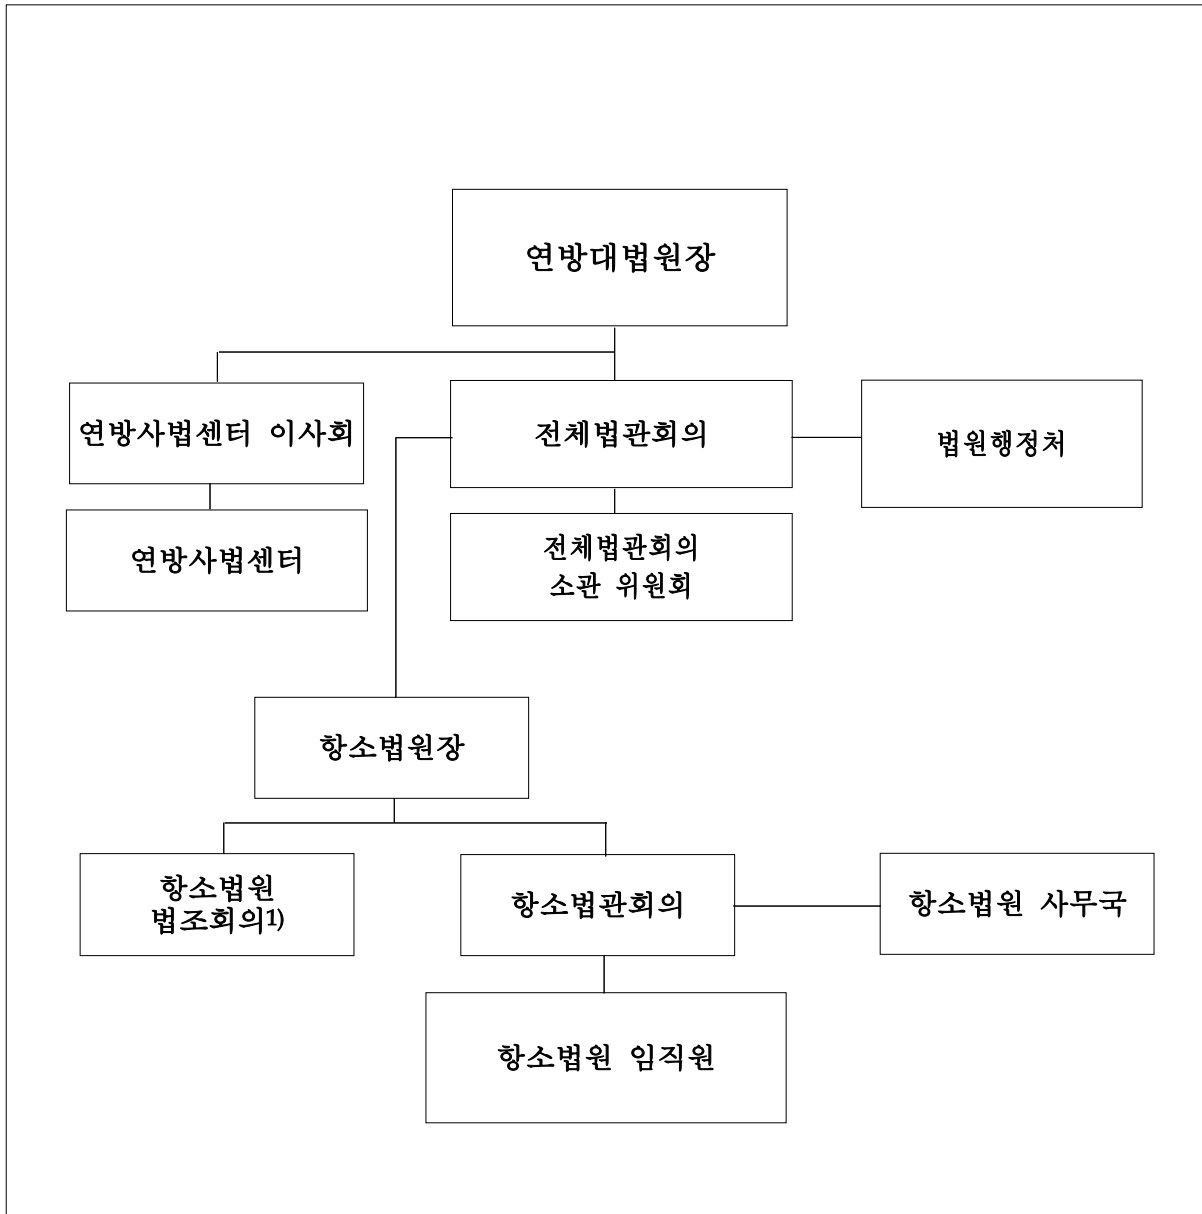 연방대법원장
연방사법센터 이사회
전체법관회의
법원행정처
연방사법센터
전체법관회의
소관 위원회
항소법원장
항소법원
법조회의1)
항소법관회의
항소법원 사무국
항소법원 임직원